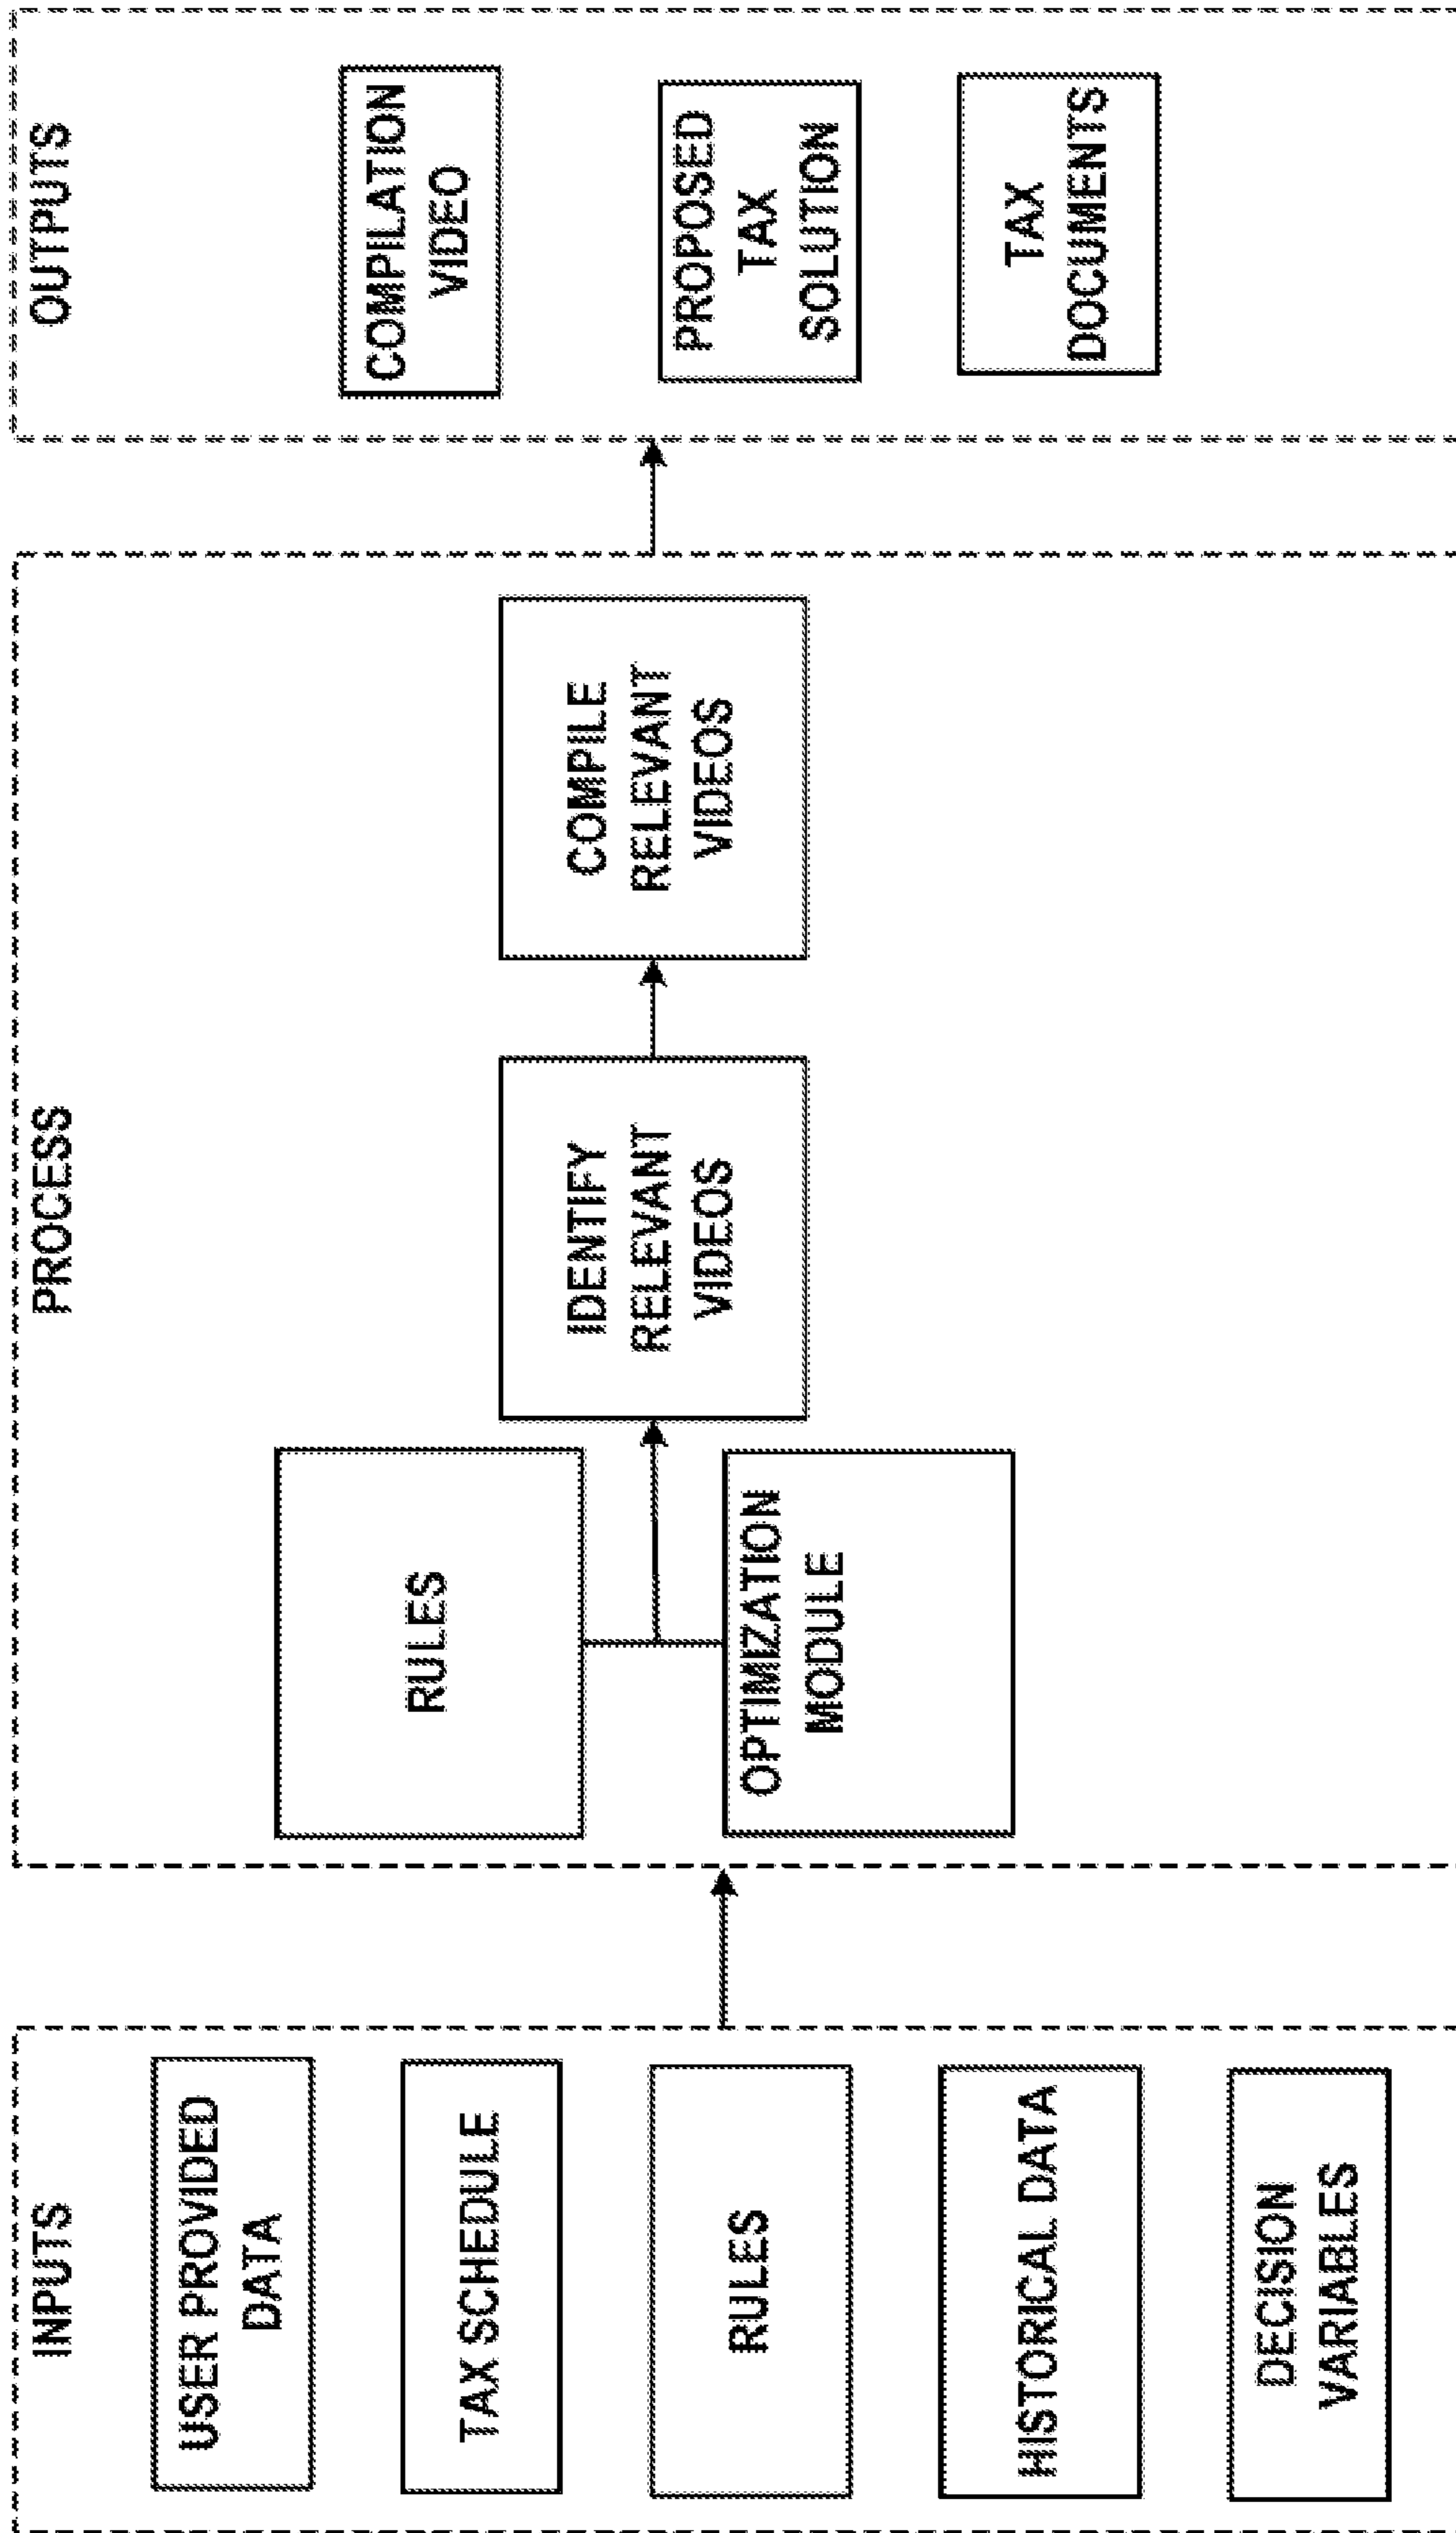 INPUTS
USER PROVIDED
DATA
TAX SCHEDULE
RULES
HISTORICAL DATA
DECISION
VARIABLES
PROCESS
RULES
OPTIMIZATION
MODULE
IDENTIFY
RELEVANT
VIDEOS
COMPILE
RELEVANT
VIDEOS
OUTPUTS
COMPILATION
VIDEO
PROPOSED
TAX
SOLUTION
TAX
DOCUMENTS